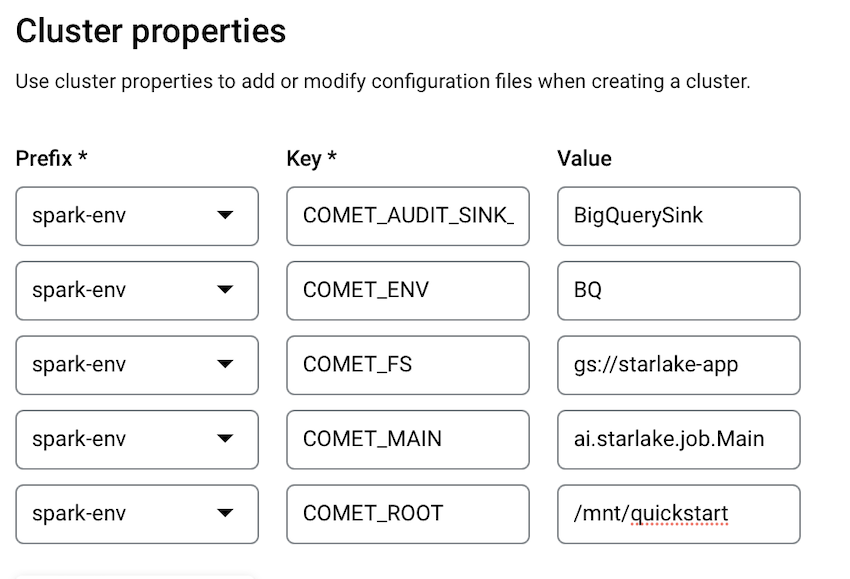 Cluster properties
Use cluster properties to add or modify configuration files when creating a cluster.
Prefix * Key * Value
spark-env COMET_AUDIT_SINK_ BigQuerySink
spark-env COMET_ENV BQ
spark-env COMET_FS gs://starlake-app
spark-env COMET_MAIN ai.starlake.job.Main
spark-env COMET_ROOT /mnt/quickstart